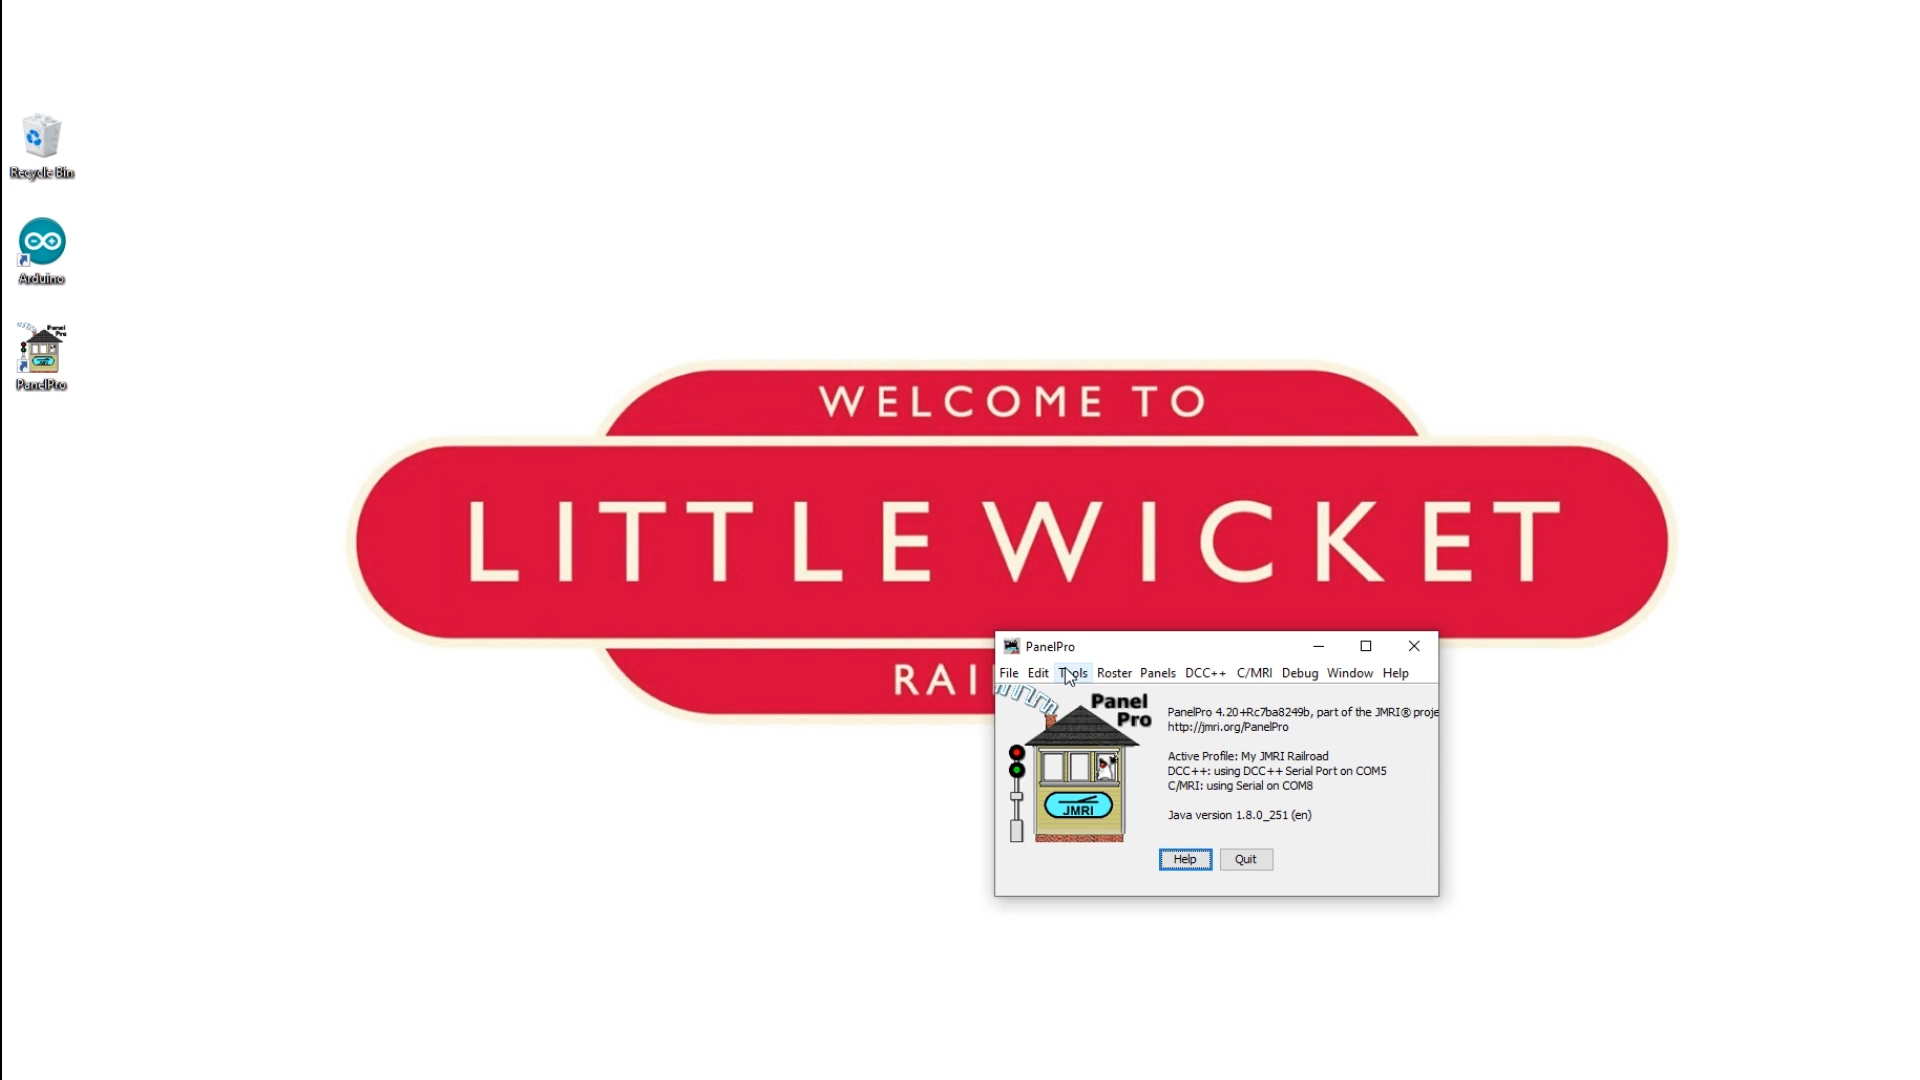 Recycle Bin
Arduino
Panel
Pro
PanelPro
WELCOME TO
LITTLE WICKET
RAI
PanelPro
File Edit Tools Roster Panels DCC++ C/MRI Debug Window Help
Panel
Pro
JMRI
PanelPro 4.20+Rc7ba8249b, part of the JMRI® proje
http://jmri.org/PanelPro
Active Profile: My JMRI Railroad
DCC++: using DCC++ Serial Port on COM5
C/MRI: using Serial on COM8
Java version 1.8.0_251 (en)
Help Quit